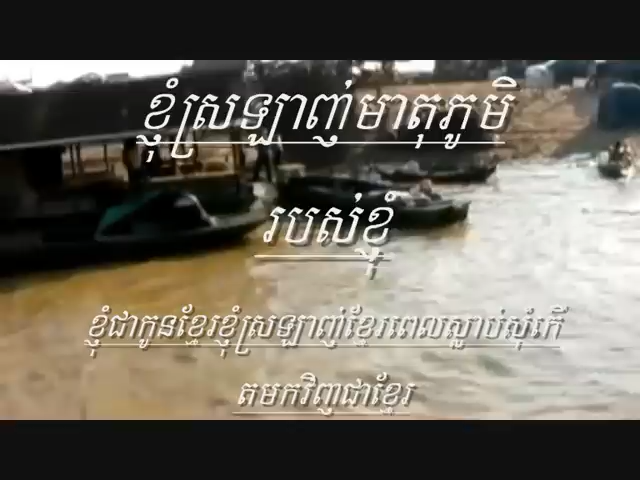 ខ្ញុំស្រឡាញ់មាតុភូមិ
របស់ខ្ញុំ
ខ្ញុំជាកូនខ្មែរខ្ញុំស្រឡាញ់ខ្មែរពេលស្លាប់សុំកើ
តមកវិញជាខ្មែរ